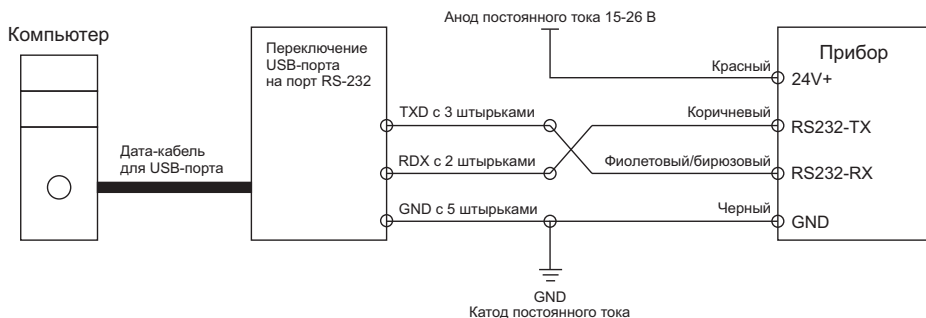 Анод постоянного тока 15-26 В
Компьютер
Переключение
USB-порта
на порт RS-232
Прибор
Красный
24V+
TXD с 3 штырьками
Коричневый
RS232-TX
Дата-кабель
для USB-порта
RDX с 2 штырьками
Фиолетовый/бирюзовый
RS232-RX
GND с 5 штырьками
Черный
GND
GND
Катод постоянного тока